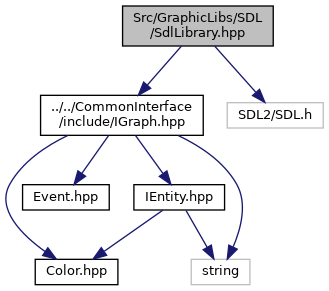 Src/GraphicLibs/SDL
/SdlLibrary.hpp
../../CommonInterface
/include/IGraph.hpp
SDL2/SDL.h
Event.hpp
IEntity.hpp
Color.hpp
string